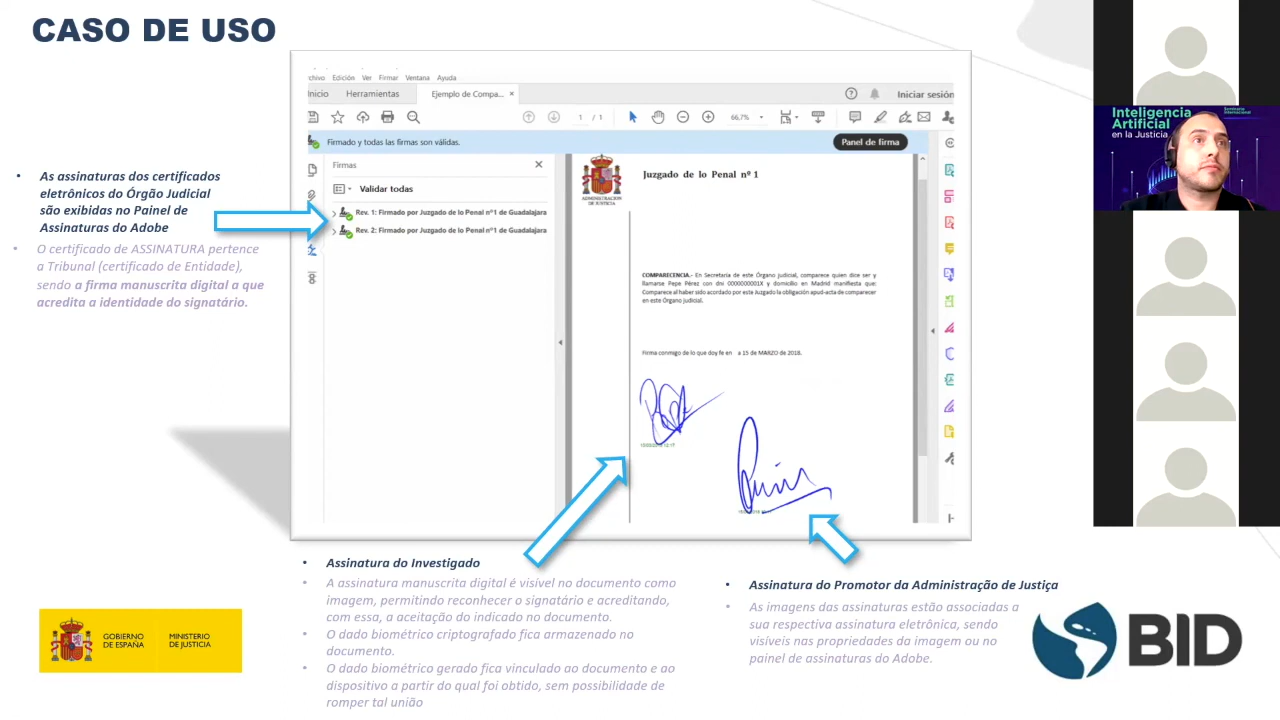 CASO DE USO
Edición Ver Firmar Ventana Ayuda
Inicio Herramientas Ejemplo de Compa... × Iniciar sesión
1 / 1 66,7%
Firmado y todas las firmas son válidas. Panel de firma
Firmas
Validar todas
Rev. 1: Firmado por Juzgado de lo Penal nº1 de Guadalajara
Rev. 2: Firmado por Juzgado de lo Penal nº1 de Guadalajara
ADMINISTRACION
DE JUSTICIA
Juzgado de lo Penal nº 1
COMPARECENCIA.- En Secretaría de este Órgano judicial, comparece quien dice ser y
llamarse Pepe Pérez con dni 0000000001X y domicilio en Madrid manifiesta que:
Comparece al haber sido acordado por este Juzgado la obligación apud-acta de comparecer
en este Órgano judicial.
Firma conmigo de lo que doy fe en a 15 de MARZO de 2018.
• As assinaturas dos certificados
eletrônicos do Órgão Judicial
são exibidas no Painel de
Assinaturas do Adobe
• O certificado de ASSINATURA pertence
a Tribunal (certificado de Entidade),
sendo a firma manuscrita digital a que
acredita a identidade do signatário.
• Assinatura do Investigado
• A assinatura manuscrita digital é visível no documento como
imagem, permitindo reconhecer o signatário e acreditando,
com essa, a aceitação do indicado no documento.
• O dado biométrico criptografado fica armazenado no
documento.
• O dado biométrico gerado fica vinculado ao documento e ao
dispositivo a partir do qual foi obtido, sem possibilidade de
romper tal união
• Assinatura do Promotor da Administração de Justiça
• As imagens das assinaturas estão associadas a
sua respectiva assinatura eletrônica, sendo
visíveis nas propriedades da imagem ou no
painel de assinaturas do Adobe.
GOBIERNO
DE ESPAÑA
MINISTERIO
DE JUSTICIA
BID
Inteligencia
Artificial
en la Justicia
Seminario
Internacional